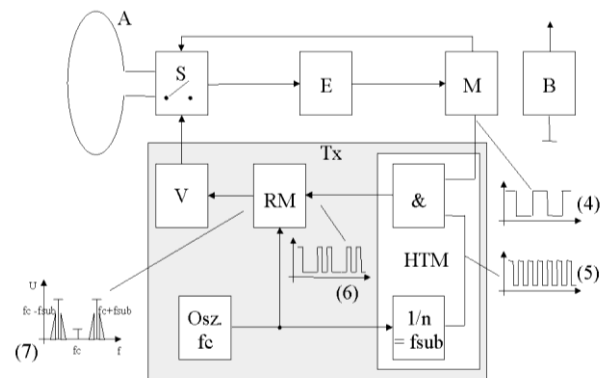 A
S
E
M
B
Tx
V
RM
&
(4)
HTM
(5)
(6)
U
fc -fsub
fc+fsub
fc
f
(7)
Osz.
fc
1/n
= fsub